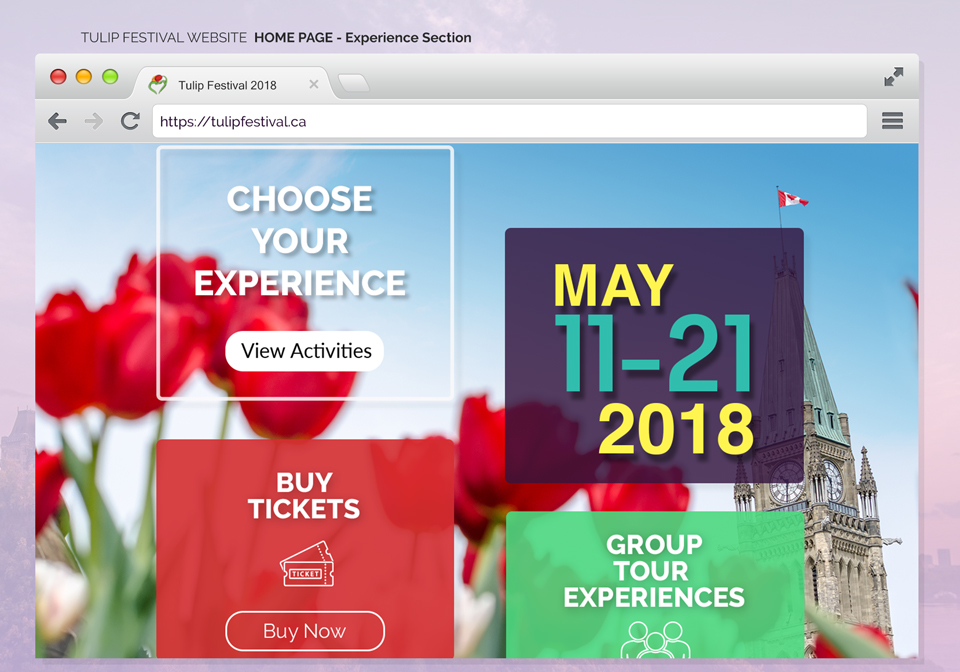 TULIP FESTIVAL WEBSITE HOME PAGE - Experience Section
Tulip Festival 2018
https://tulipfestival.ca
CHOOSE
YOUR
EXPERIENCE
View Activities
MAY
11-21
2018
BUY
TICKETS
TICKET
Buy Now
GROUP
TOUR
EXPERIENCES